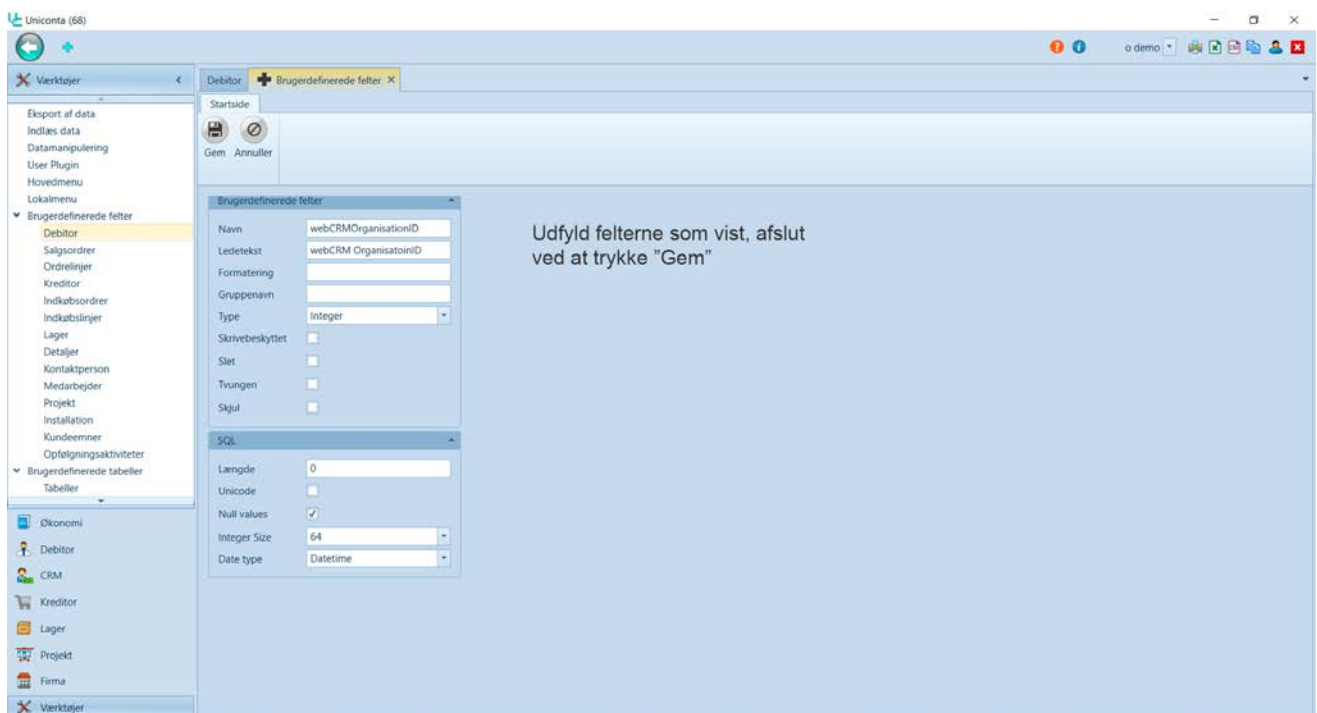 Uniconta (68)
o demo
Værktøjer
Debitor
Brugerdefinerede felter
Eksport af data
Indlæs data
Datamanipulering
User Plugin
Hovedmenu
Lokalmenu
Brugerdefinerede felter
Debitor
Salgsordrer
Ordrelinjer
Kreditor
Indkøbsordrer
Indkøbslinjer
Lager
Detaljer
Kontaktperson
Medarbejder
Projekt
Installation
Kundeemner
Opfølgningsaktiviteter
Brugerdefinerede tabeller
Tabeller
Økonomi
Debitor
CRM
Kreditor
Lager
Projekt
Firma
Værktøjer
Startside
Gem Annuller
Brugerdefinerede felter
Navn webCRMOrganisationID
Ledetekst webCRM OrganisatoinID
Formatering
Gruppenavn
Type Integer
Skrivebeskyttet
Slet
Tvungen
Skjul
SQL
Længde 0
Unicode
Null values
Integer Size 64
Date type Datetime
Udfyld felterne som vist, afslut
ved at trykke ”Gem”